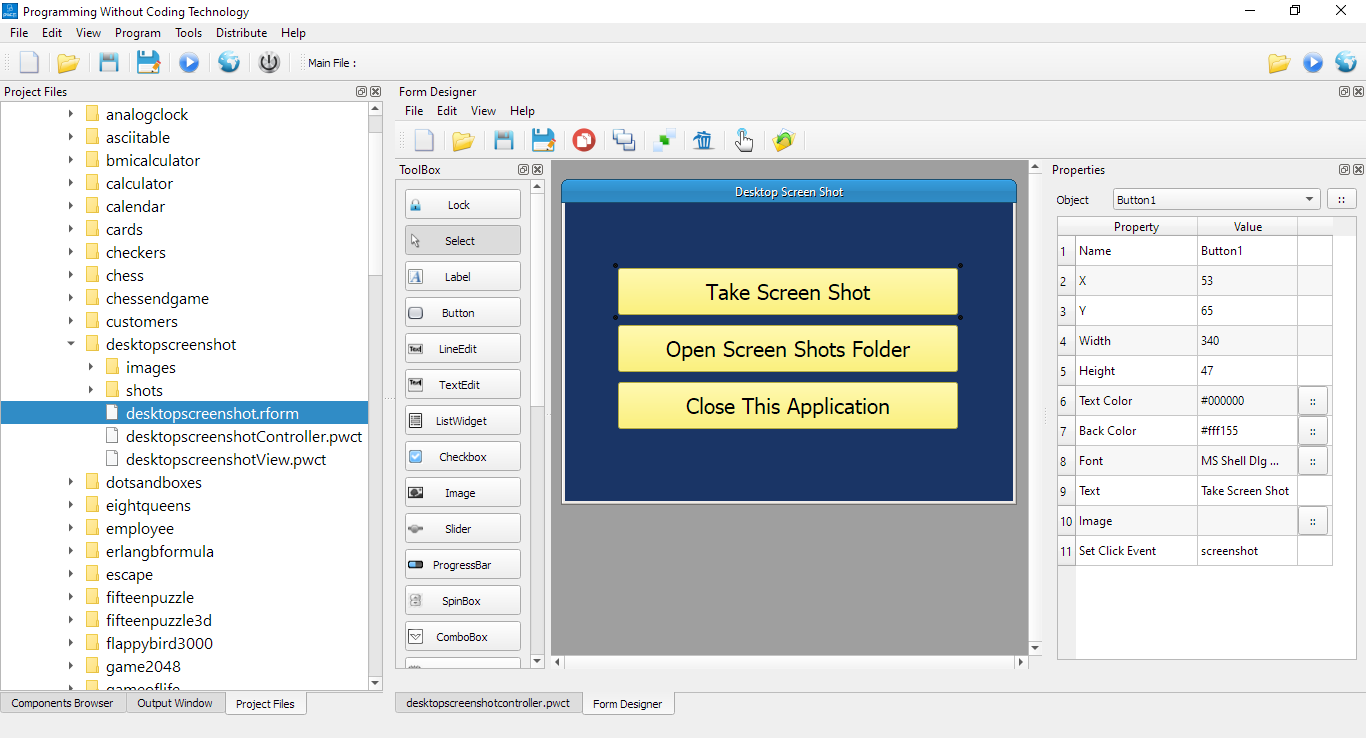 Programming Without Coding Technology
File Edit View Program Tools Distribute Help
Main File :
Project Files
analogclock
asciitable
bmicalculator
calculator
calendar
cards
checkers
chess
chessendgame
customers
desktopscreenshot
images
shots
desktopscreenshot.rform
desktopscreenshotController.pwct
desktopscreenshotView.pwct
dotsandboxes
eightqueens
employee
erlangbformula
escape
fifteenpuzzle
fifteenpuzzle3d
flappybird3000
game2048
gameoflife
Components Browser Output Window Project Files
Form Designer
File Edit View Help
ToolBox
Lock
Select
Label
Button
LineEdit
TextEdit
ListWidget
Checkbox
Image
Slider
ProgressBar
SpinBox
ComboBox
Desktop Screen Shot
Take Screen Shot
Open Screen Shots Folder
Close This Application
desktopscreenshotcontroller.pwct Form Designer
Properties
Object Button1 ::
Property Value
1 Name Button1
2 X 53
3 Y 65
4 Width 340
5 Height 47
6 Text Color #000000 ::
7 Back Color #fff155 ::
8 Font MS Shell Dlg ... ::
9 Text Take Screen Shot
10 Image ::
11 Set Click Event screenshot